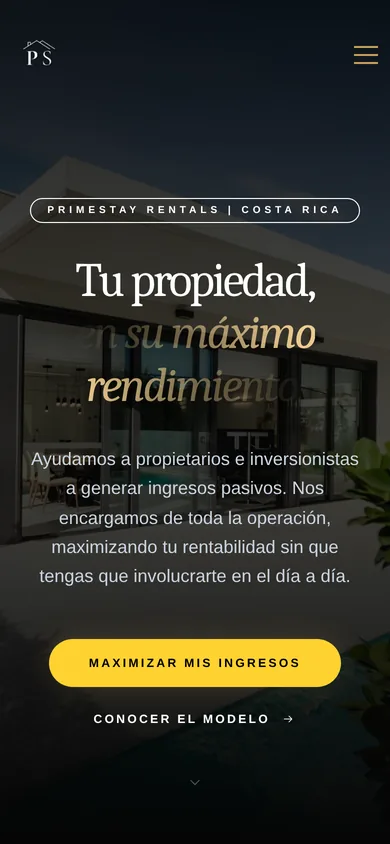 PS
PRIMESTAY RENTALS | COSTA RICA
Tu propiedad,
en su máximo
rendimiento.
Ayudamos a propietarios e inversionistas
a generar ingresos pasivos. Nos
encargamos de toda la operación,
maximizando tu rentabilidad sin que
tengas que involucrarte en el día a día.
MAXIMIZAR MIS INGRESOS
CONOCER EL MODELO →